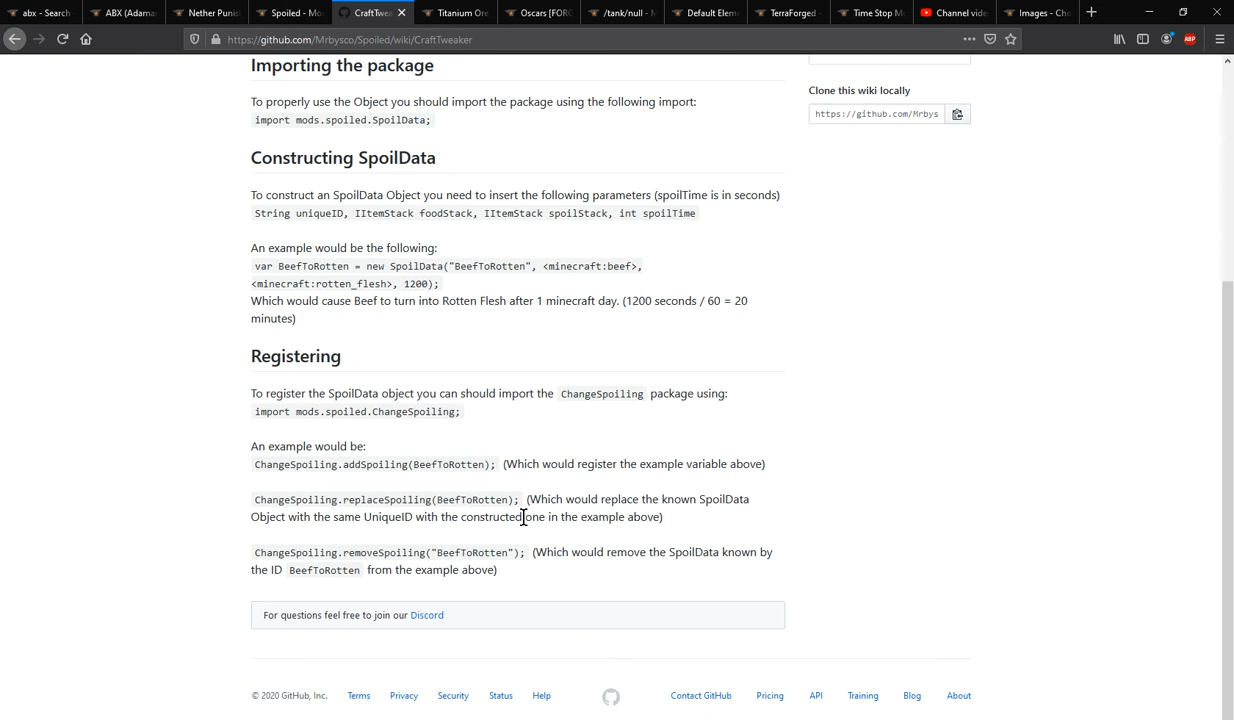 abx - Search
ABX (Adama
Nether Punis
Spoiled - Mo
CraftTwea
Titanium Ore
Oscars [FORG
/tank/null - M
Default Elem
TerraForged -
Time Stop Mo
Channel vide
Images - Cho
https://github.com/Mrbysco/Spoiled/wiki/CraftTweaker
ABP
Importing the package
To properly use the Object you should import the package using the following import:
import mods.spoiled.SpoilData;
Constructing SpoilData
To construct an SpoilData Object you need to insert the following parameters (spoilTime is in seconds)
String uniqueID, IItemStack foodStack, IItemStack spoilStack, int spoilTime
An example would be the following:
var BeefToRotten = new SpoilData("BeefToRotten", <minecraft:beef>,
<minecraft:rotten_flesh>, 1200);
Which would cause Beef to turn into Rotten Flesh after 1 minecraft day. (1200 seconds / 60 = 20
minutes)
Registering
To register the SpoilData object you can should import the ChangeSpoiling package using:
import mods.spoiled.ChangeSpoiling;
An example would be:
ChangeSpoiling.addSpoiling(BeefToRotten); (Which would register the example variable above)
ChangeSpoiling.replaceSpoiling(BeefToRotten); (Which would replace the known SpoilData
Object with the same UniqueID with the constructed one in the example above)
ChangeSpoiling.removeSpoiling("BeefToRotten"); (Which would remove the SpoilData known by
the ID BeefToRotten from the example above)
For questions feel free to join our Discord
Clone this wiki locally
https://github.com/Mrbys
© 2020 GitHub, Inc. Terms Privacy Security Status Help Contact GitHub Pricing API Training Blog About